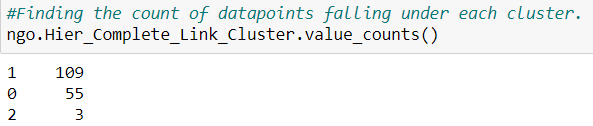 #Finding the count of datapoints falling under each cluster.
ngo.Hier_Complete_Link_Cluster.value_counts()
1    109
0     55
2      3